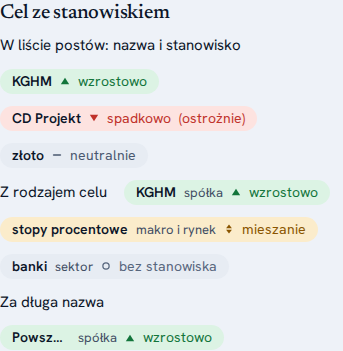 Cel ze stanowiskiem
W liście postów: nazwa i stanowisko
KGHM ▲ wzrostowo
CD Projekt ▼ spadkowo (ostrożnie)
złoto – neutralnie
Z rodzajem celu KGHM spółka ▲ wzrostowo
stopy procentowe makro i rynek mieszanie
banki sektor bez stanowiska
Za długa nazwa
Powsz... spółka ▲ wzrostowo